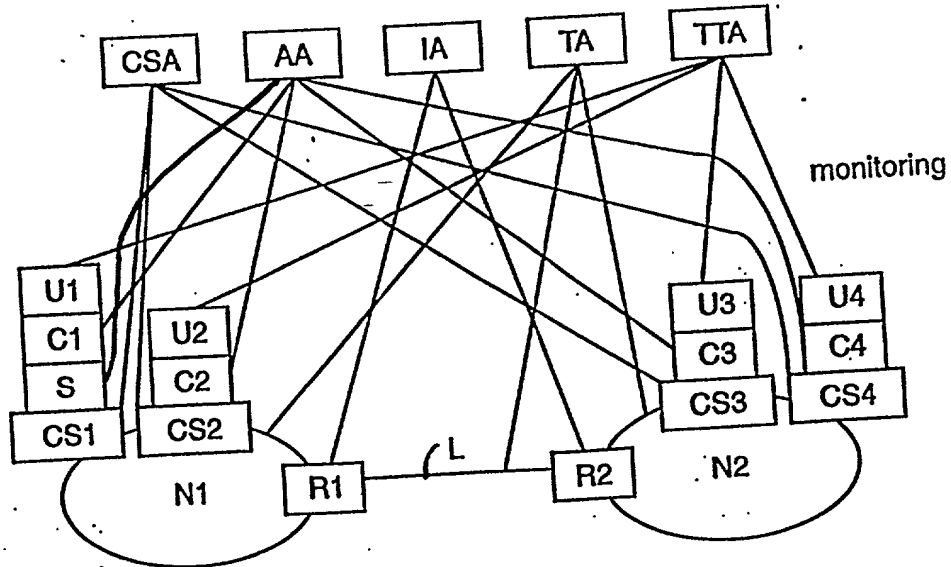 CSA AA IA TA TTA
monitoring
U1
C1
S
CS1
U2
C2
CS2
U3
C3
CS3
U4
C4
CS4
N1
R1
L
R2
N2